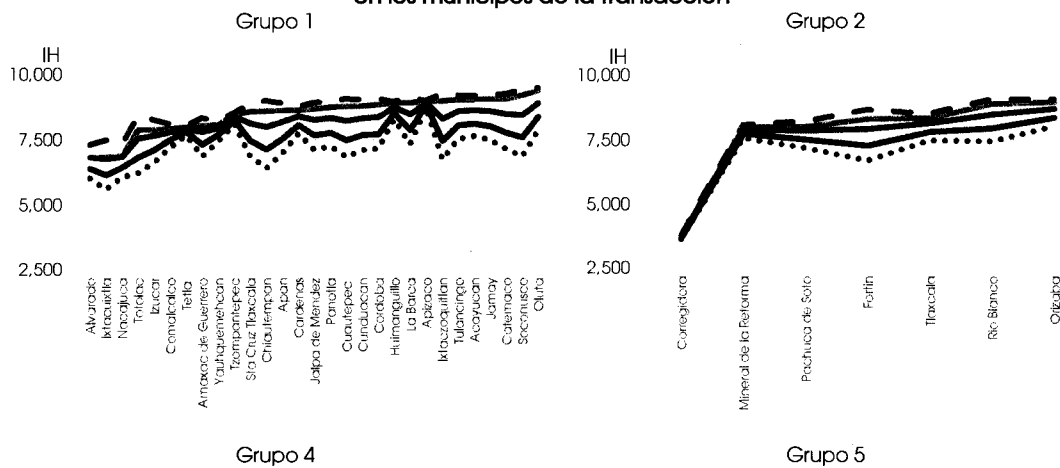 en los municipos de la transacción
Grupo 1
IH
10,000
7,500
5,000
2,500
Alvarado
Ixtacuixtla
Nacajuca
Totolac
Izucar
Comalcalco
Tetla
Amaxac de Guerrero
Yauhquemehcan
Tzompantepec
Sta Cruz Tlaxcala
Chiautempan
Apan
Cardenas
Jalpa de Mendez
Panotla
Cuautepec
Cunduacan
Cordoba
Huimanguillo
La Barca
Apizaco
Ixtaczoquitlan
Tulancingo
Acayucan
Jamay
Catemaco
Soconusco
Oluta
Grupo 2
IH
10,000
7,500
5,000
2,500
Corregidora
Mineral de la Reforma
Pachuca de Soto
Fortin
Tlaxcala
Rio Blanco
Orizaba
Grupo 4
Grupo 5